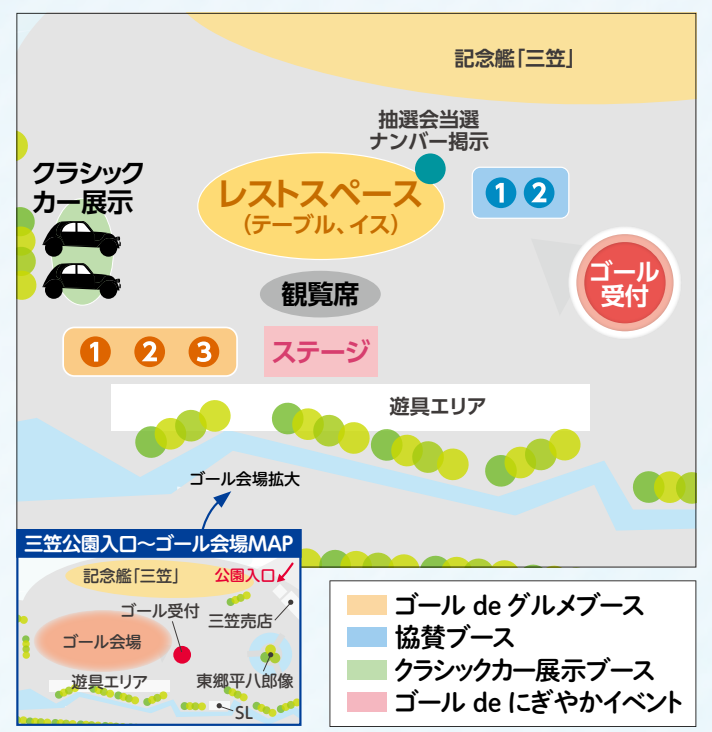 記念艦「三笠」
抽選会当選
ナンバー掲示
クラシック
カー展示
レストスペース
(テーブル、イス)
1 2
ゴール
受付
観覧席
1 2 3
ステージ
遊具エリア
ゴール会場拡大
三笠公園入口~ゴール会場MAP
記念艦「三笠」
公園入口
ゴール受付
三笠売店
ゴール会場
遊具エリア
東郷平八郎像
SL
ゴール de グルメブース
協賛ブース
クラシックカー展示ブース
ゴール de にぎやかイベント